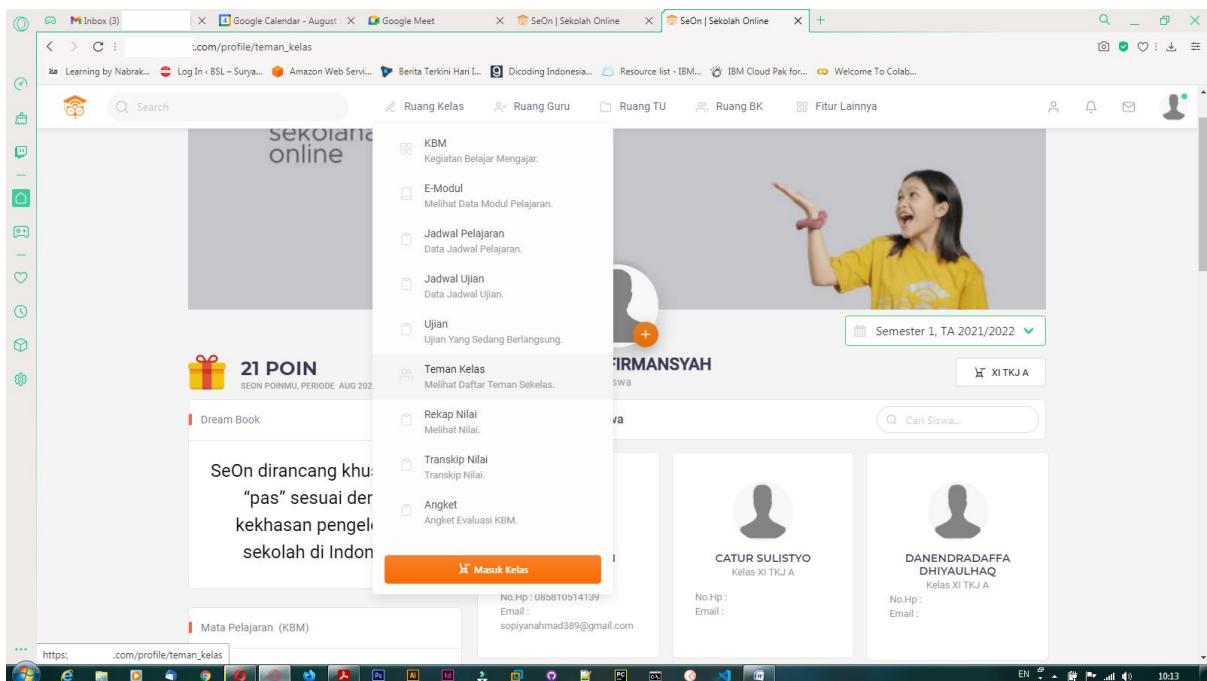 Inbox (3)
Google Calendar - August
Google Meet
SeOn | Sekolah Online
SeOn | Sekolah Online
.com/profile/teman_kelas
Learning by Nabrak...
Log In ‹ BSL – Surya...
Amazon Web Servi...
Berita Terkini Hari I...
Dicoding Indonesia...
Resource list - IBM...
IBM Cloud Pak for...
Welcome To Colab...
Search
Ruang Kelas
Ruang Guru
Ruang TU
Ruang BK
Fitur Lainnya
sekolaha
online
KBM
Kegiatan Belajar Mengajar.
E-Modul
Melihat Data Modul Pelajaran.
Jadwal Pelajaran
Data Jadwal Pelajaran.
Jadwal Ujian
Data Jadwal Ujian.
Ujian
Ujian Yang Sedang Berlangsung.
Teman Kelas
Melihat Daftar Teman Sekelas.
Rekap Nilai
Melihat Nilai.
Transkip Nilai
Transkip Nilai.
Angket
Angket Evaluasi KBM.
Masuk Kelas
Semester 1, TA 2021/2022
21 POIN
SEON POINMU, PERIODE AUG 202
FIRMANSYAH
swa
XI TKJ A
Dream Book
wa
Cari Siswa...
SeOn dirancang khu
"pas" sesuai de
kekhasan pengel
sekolah di Indon
No.Hp : 085810514139
Email :
sopiyanahmad389@gmail.com
CATUR SULISTYO
Kelas XI TKJ A
No.Hp :
Email :
DANENDRADAFFA
DHIYAULHAQ
Kelas XI TKJ A
No.Hp :
Email :
Mata Pelajaran (KBM)
https:
.com/profile/teman_kelas
EN
10:13